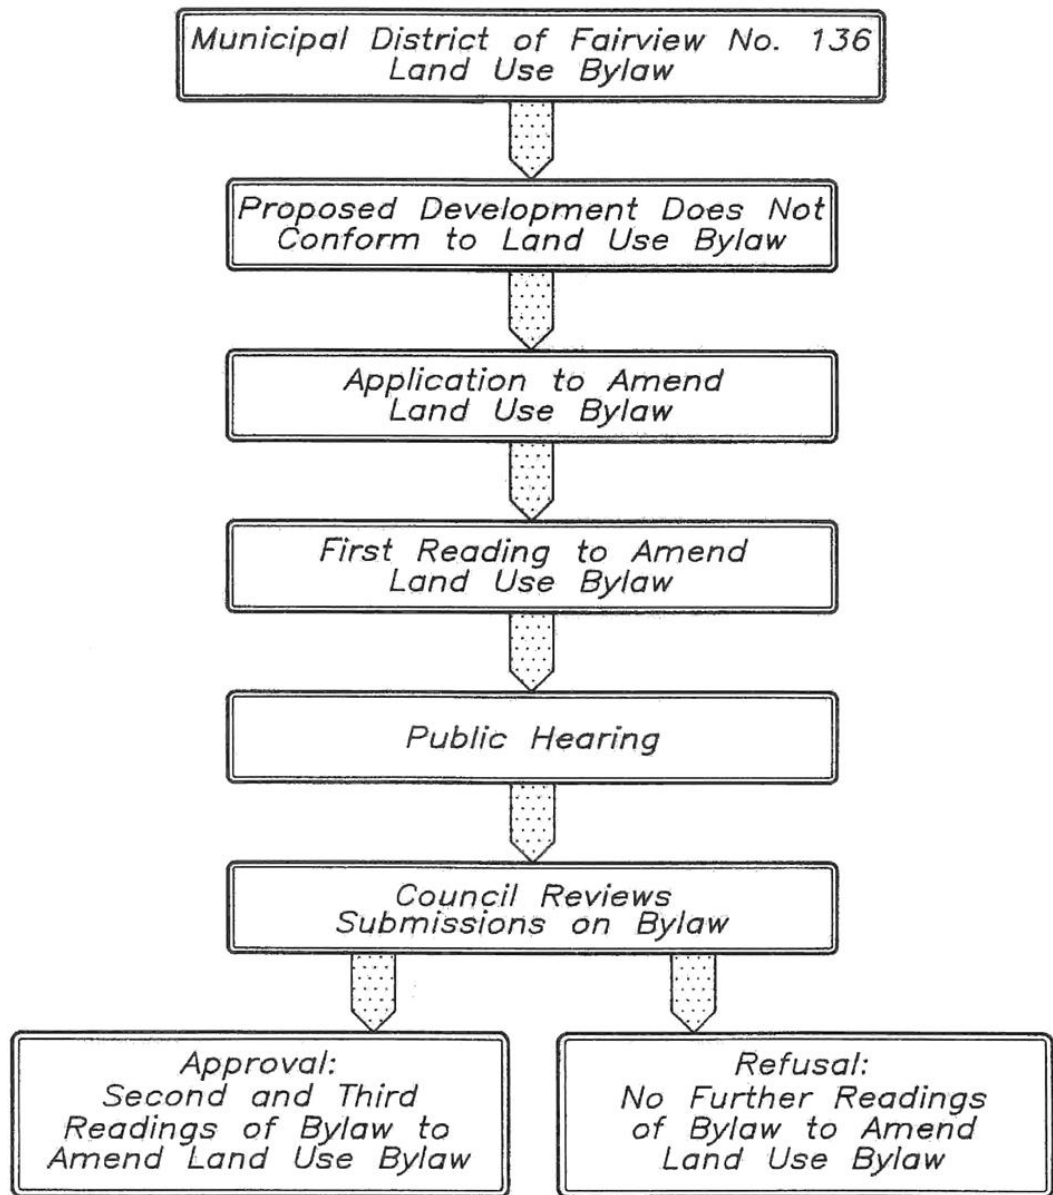 Municipal District of Fairview No. 136
Land Use Bylaw
Proposed Development Does Not
Conform to Land Use Bylaw
Application to Amend
Land Use Bylaw
First Reading to Amend
Land Use Bylaw
Public Hearing
Council Reviews
Submissions on Bylaw
Approval:
Second and Third
Readings of Bylaw to
Amend Land Use Bylaw
Refusal:
No Further Readings
of Bylaw to Amend
Land Use Bylaw